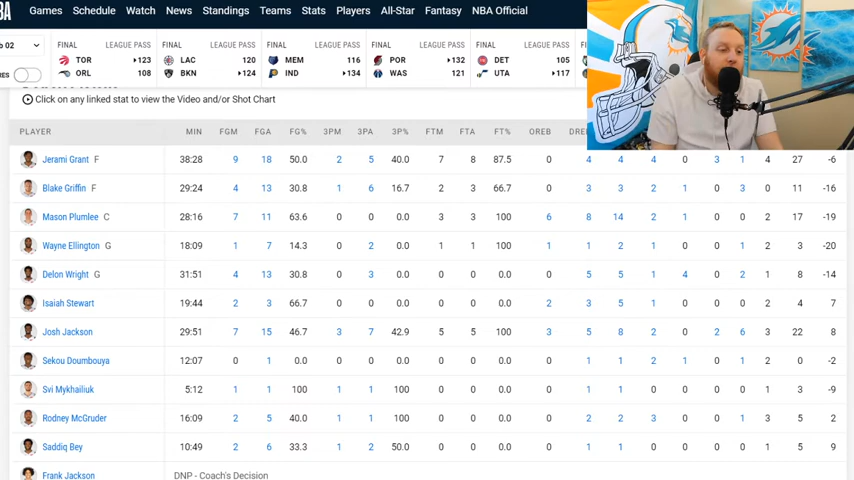 BA
Games Schedule Watch News Standings Teams Stats Players All-Star Fantasy NBA Official
b 02
RES
FINAL LEAGUE PASS
TOR 123
ORL 108
FINAL LEAGUE PASS
LAC 120
BKN 124
FINAL LEAGUE PASS
MEM 116
IND 134
FINAL LEAGUE PASS
POR 132
WAS 121
FINAL LEAGUE PASS
DET 105
UTA 117
Click on any linked stat to view the Video and/or Shot Chart
PLAYER MIN FGM FGA FG% 3PM 3PA 3P% FTM FTA FT% OREB DRE
Jerami Grant F 38:28 9 18 50.0 2 5 40.0 7 8 87.5 0 4 4 4 0 3 1 4 27 -6
Blake Griffin F 29:24 4 13 30.8 1 6 16.7 2 3 66.7 0 3 3 2 1 0 3 0 11 -16
Mason Plumlee C 28:16 7 11 63.6 0 0 0.0 3 3 100 6 8 14 2 1 0 0 2 17 -19
Wayne Ellington G 18:09 1 7 14.3 0 2 0.0 1 1 100 1 1 2 1 0 0 1 2 3 -20
Delon Wright G 31:51 4 13 30.8 0 3 0.0 0 0 0.0 0 5 5 1 4 0 2 1 8 -14
Isaiah Stewart 19:44 2 3 66.7 0 0 0.0 0 0 0.0 2 3 5 1 0 0 0 2 4 7
Josh Jackson 29:51 7 15 46.7 3 7 42.9 5 5 100 3 5 8 2 0 2 6 3 22 8
Sekou Doumbouya 12:07 0 1 0.0 0 0 0.0 0 0 0.0 0 1 1 2 1 0 1 2 0 -2
Svi Mykhailiuk 5:12 1 1 100 1 1 100 0 0 0.0 0 1 1 0 0 0 0 1 3 -9
Rodney McGruder 16:09 2 5 40.0 1 1 100 0 0 0.0 0 2 2 3 0 0 1 3 5 2
Saddiq Bey 10:49 2 6 33.3 1 2 50.0 0 0 0.0 0 1 1 0 0 0 0 1 5 9
Frank Jackson DNP - Coach's Decision